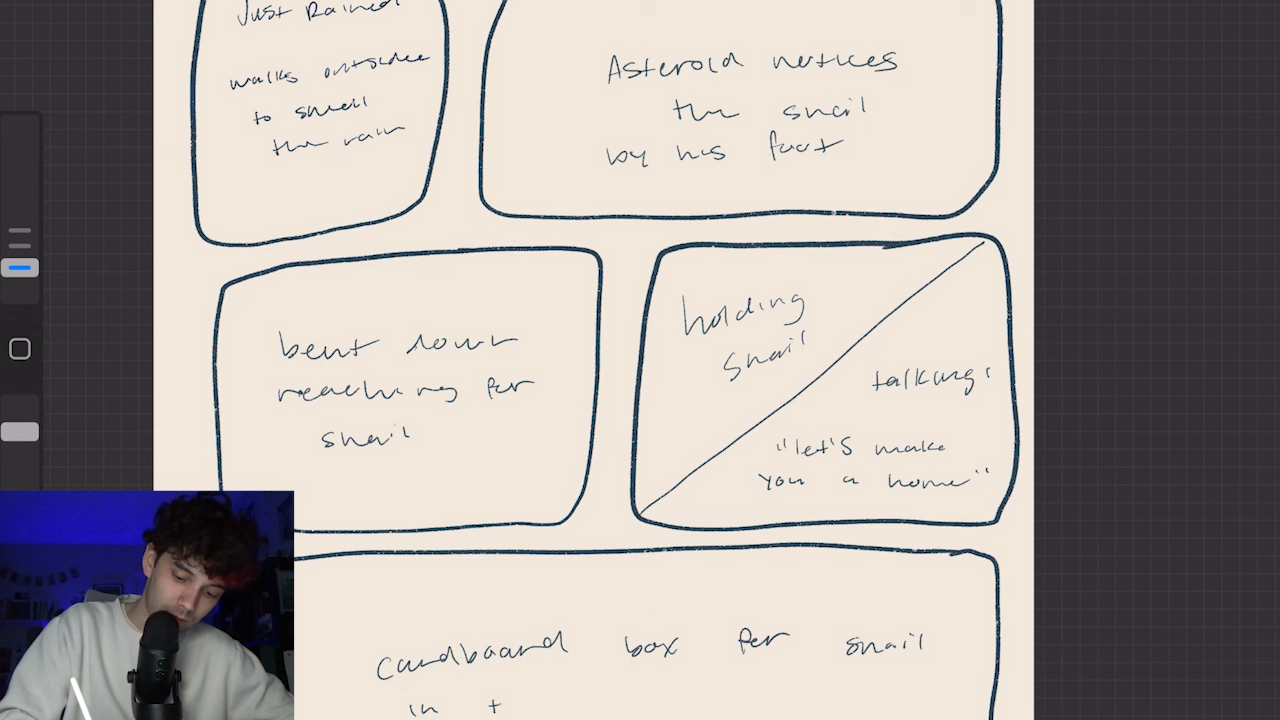 Just Rained
walks outside
to smell
the rain
Asteroid notices
the snail
by his foot
bent down
reaching for
snail
holding
snail
talking:
"let's make
you a home"
cardboard box for snail
in t